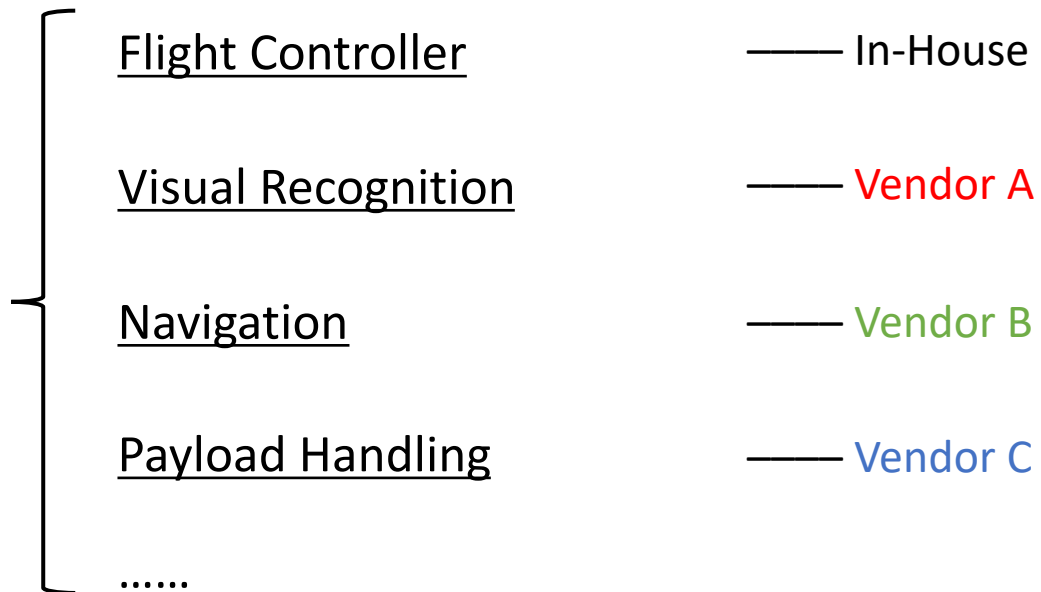 Flight Controller ——— In-House
Visual Recognition ——— Vendor A
Navigation ——— Vendor B
Payload Handling ——— Vendor C
......